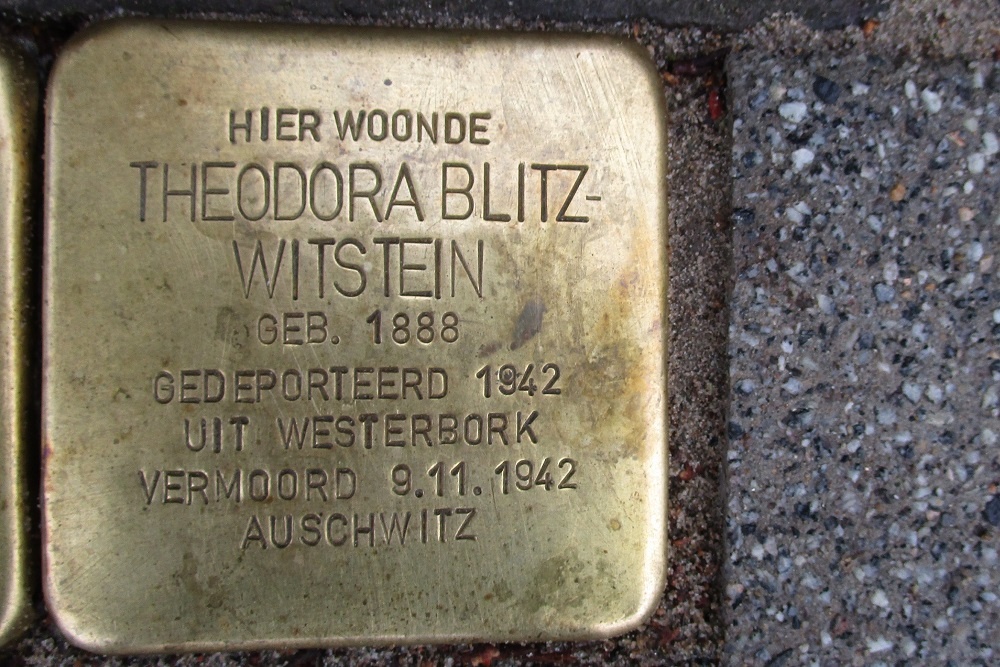 HIER WOONDE
THEODORA BLITZ-
WITSTEIN
GEB. 1888
GEDEPORTEERD 1942
UIT WESTERBORK
VERMOORD 9.11.1942
AUSCHWITZ